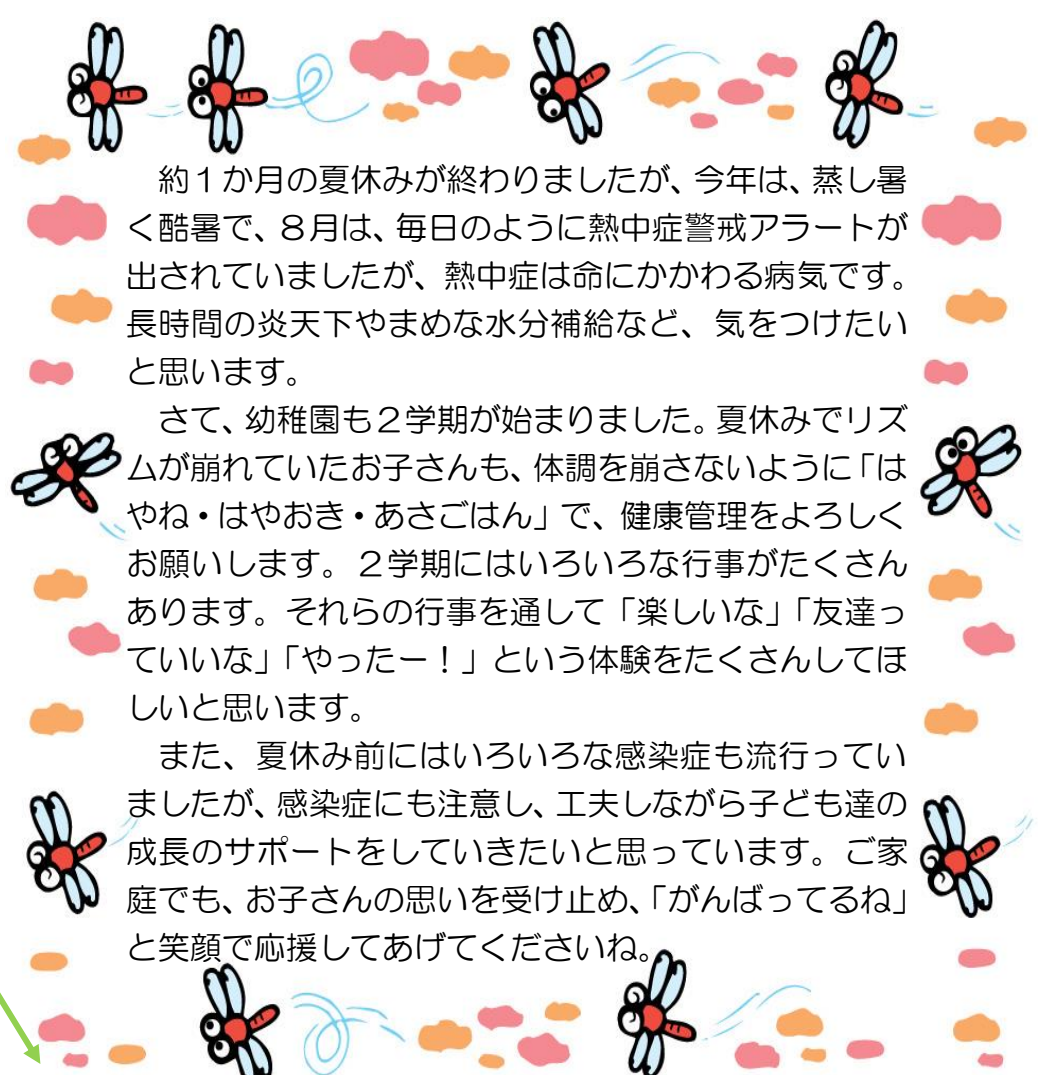 約１か月の夏休みが終わりましたが、今年は、蒸し暑
く酷暑で、８月は、毎日のように熱中症警戒アラートが
出されていましたが、熱中症は命にかかわる病気です。
長時間の炎天下やまめな水分補給など、気をつけたい
と思います。
さて、幼稚園も２学期が始まりました。夏休みでリズ
ムが崩れていたお子さんも、体調を崩さないように「は
やね・はやおき・あさごはん」で、健康管理をよろしく
お願いします。２学期にはいろいろな行事がたくさん
あります。それらの行事を通して「楽しいな」「友達っ
ていいな」「やったー！」という体験をたくさんしてほ
しいと思います。
また、夏休み前にはいろいろな感染症も流行ってい
ましたが、感染症にも注意し、工夫しながら子ども達の
成長のサポートをしていきたいと思っています。ご家
庭でも、お子さんの思いを受け止め、「がんばってるね」
と笑顔で応援してあげてくださいね。